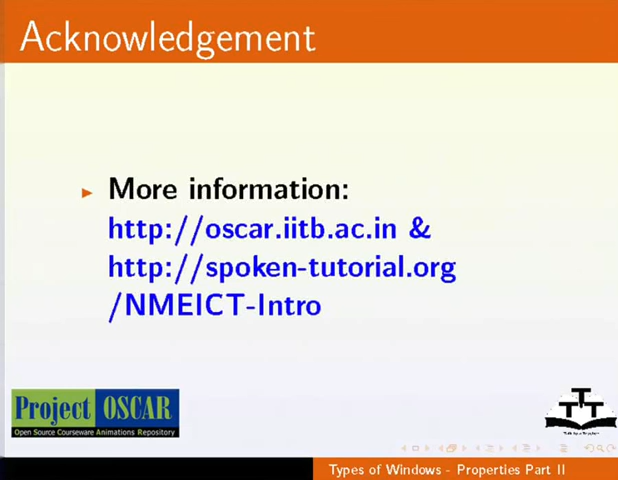 Acknowledgement
More information:
http://oscar.iitb.ac.in &
http://spoken-tutorial.org
/NMEICT-Intro
Project OSCAR
Open Source Courseware Animations Repository
Types of Windows - Properties Part II